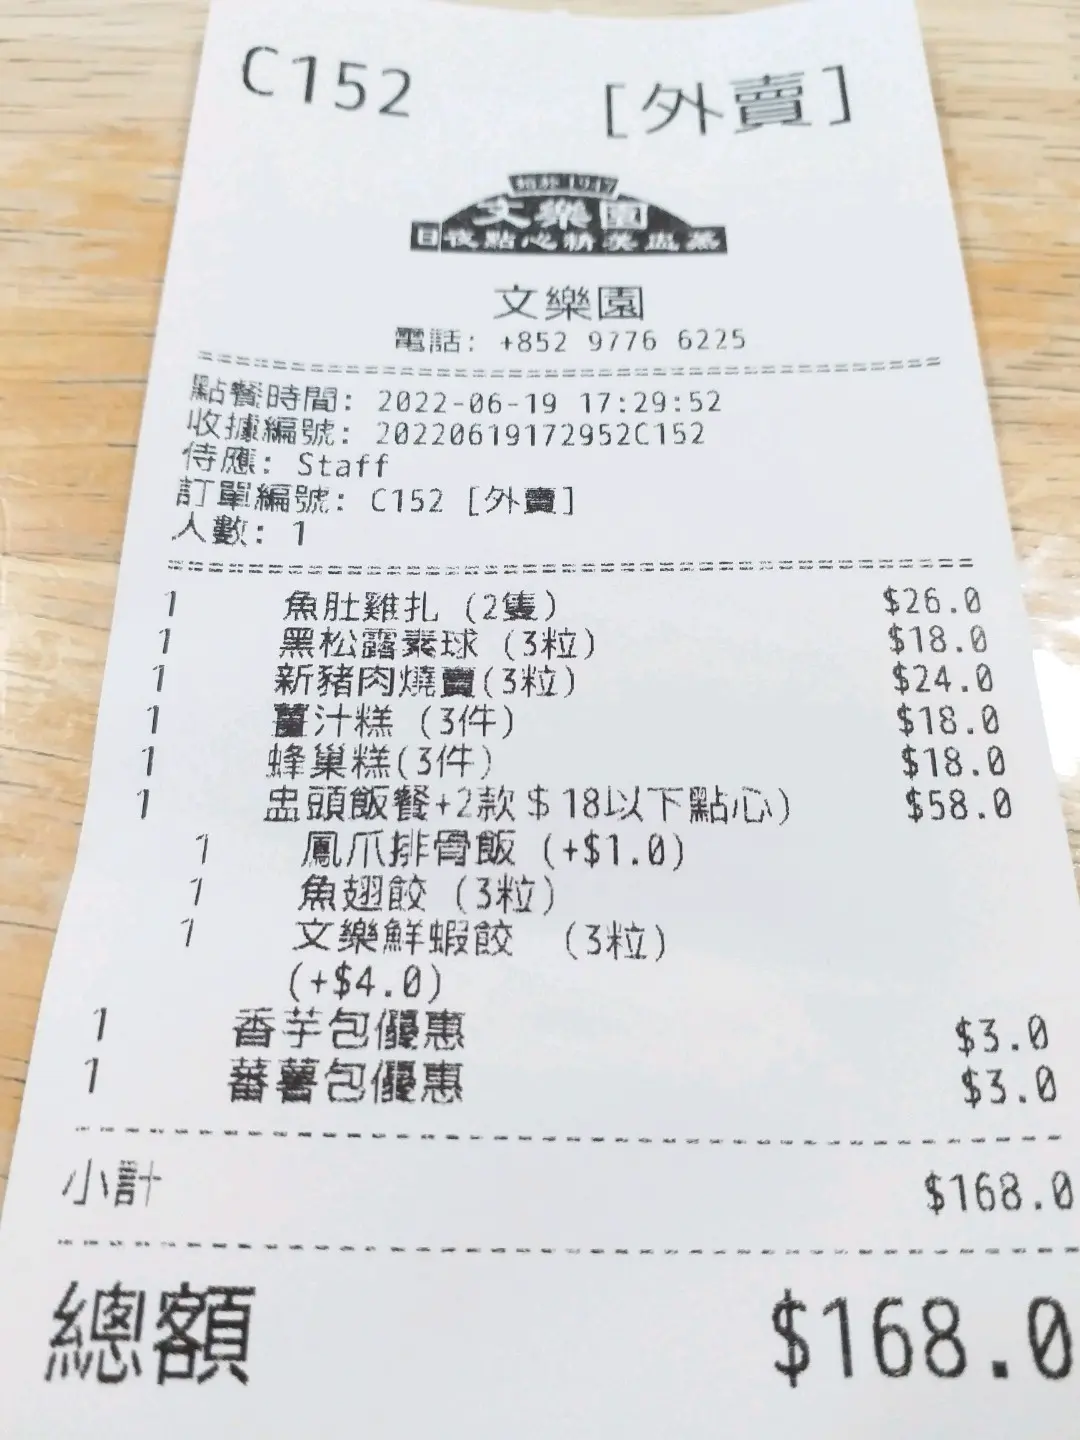 C152 [外賣]
文樂園
日夜點心精美盅蒸
文樂園
電話: +852 9776 6225
點餐時間: 2022-06-19 17:29:52
收據編號: 20220619172952C152
侍應: Staff
訂單編號: C152 [外賣]
人數: 1
1 魚肚雞扎 (2隻) $26.0
1 黑松露素球 (3粒) $18.0
1 新豬肉燒賣(3粒) $24.0
1 薑汁糕 (3件) $18.0
1 蜂巢糕(3件) $18.0
1 盅頭飯餐+2款$18以下點心) $58.0
1 鳳爪排骨飯 (+$1.0)
1 魚翅餃 (3粒)
1 文樂鮮蝦餃 (3粒)
(+$4.0)
1 香芋包優惠 $3.0
1 蕃薯包優惠 $3.0
小計 $168.0
總額 $168.0